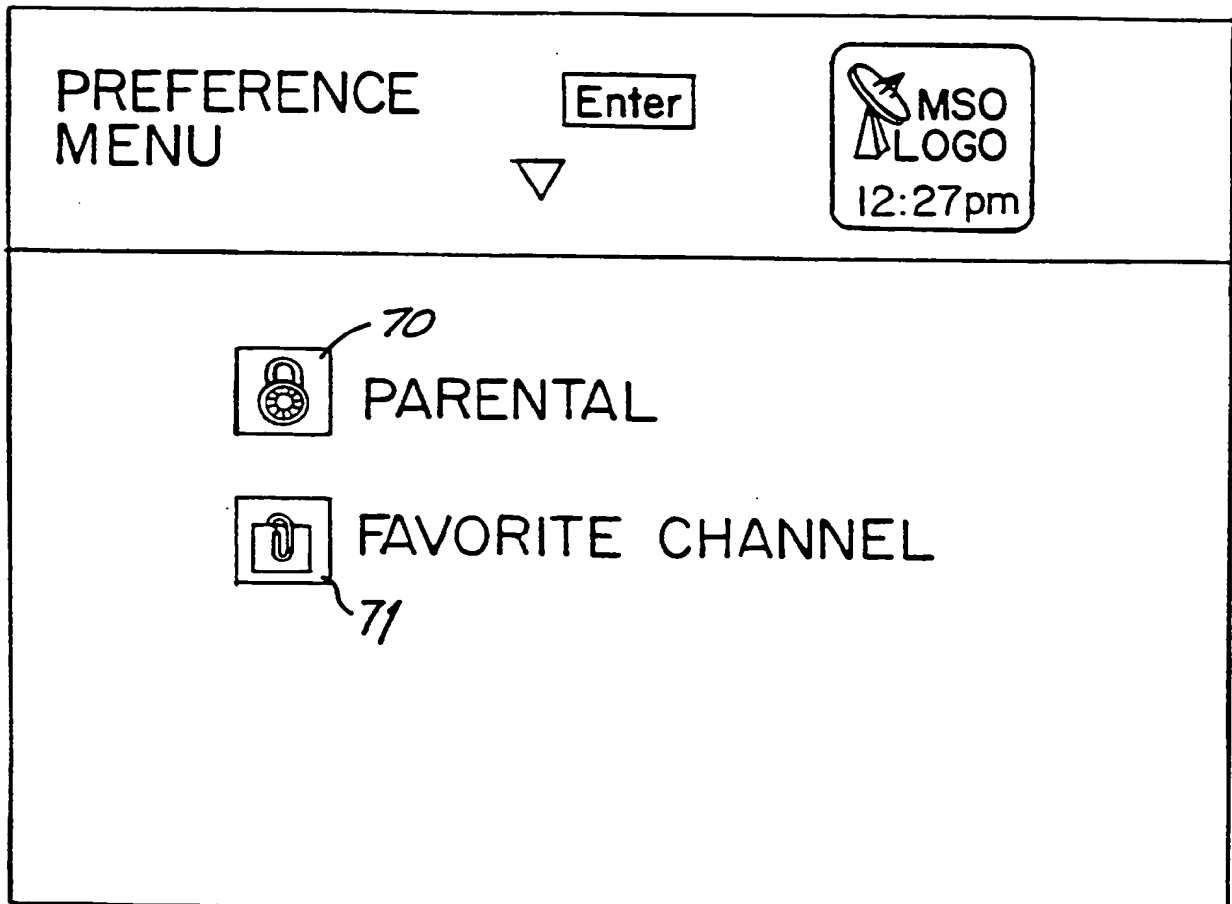 PREFERENCE
MENU
Enter
MSO
LOGO
12:27pm
70
PARENTAL
FAVORITE CHANNEL
71